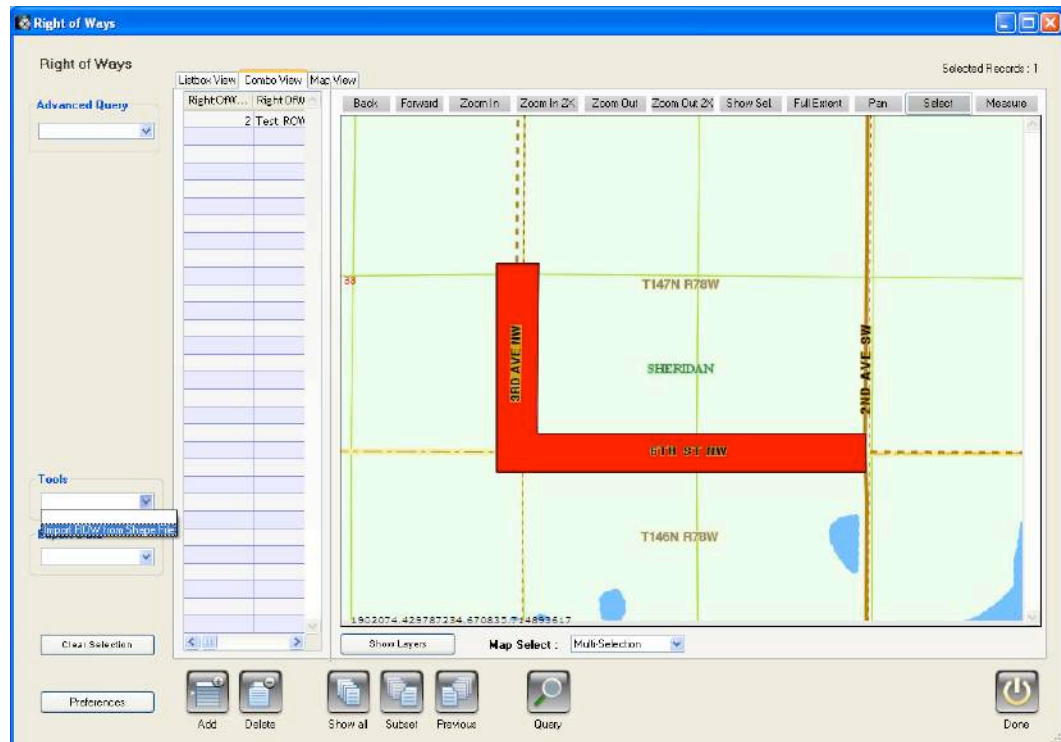 Right of Ways
Right of Ways
Selected Records : 1
Listbox View Combo View Map View
Advanced Query
RightOfW... RightOfW
2 Test ROW
Back Forward Zoom In Zoom In 2X Zoom Out Zoom Out 2X Show Sel. Full Extent Pan Select Measure
33
T147N R78W
3RD AVE NW
SHERIDAN
2ND AVE SW
6TH ST NW
T146N R78W
Tools
Import ROW from Shape File
Clear Selection
Show Layers Map Select : Multi-Selection
Preferences
Add Delete Show all Subset Previous Query Done